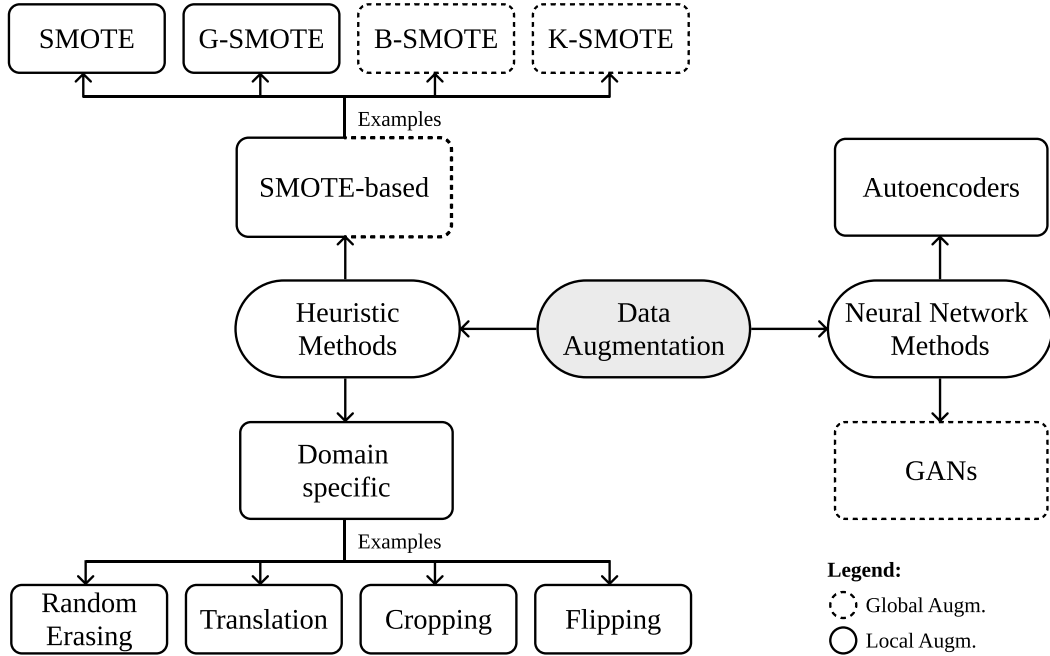 SMOTE
G-SMOTE
B-SMOTE
K-SMOTE
Examples
SMOTE-based
Autoencoders
Heuristic
Methods
Data
Augmentation
Neural Network
Methods
Domain
specific
GANs
Examples
Random
Erasing
Translation
Cropping
Flipping
Legend:
Global Augm.
Local Augm.